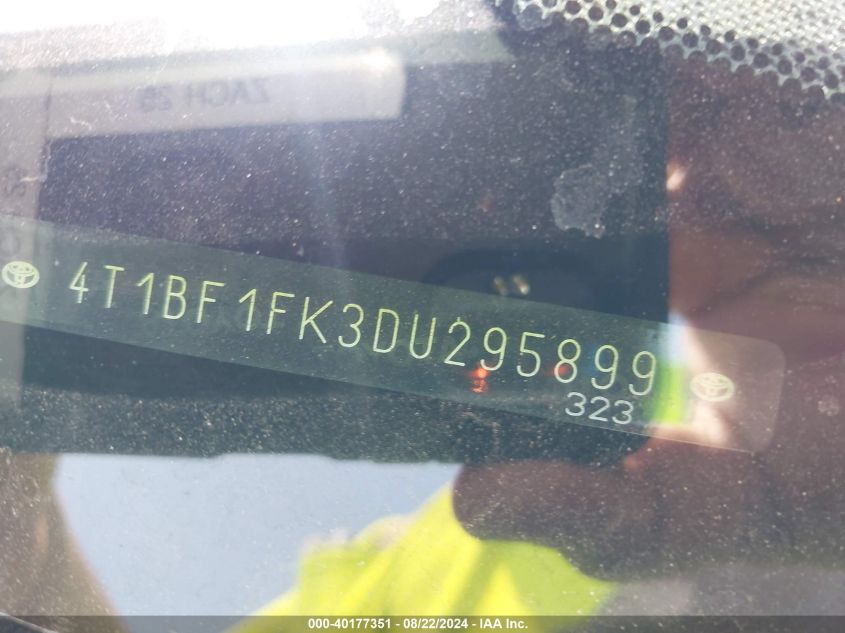 ZACH 28
4T1BF1FK3DU295899
323
000-40177351 - 08/22/2024 - IAA Inc.